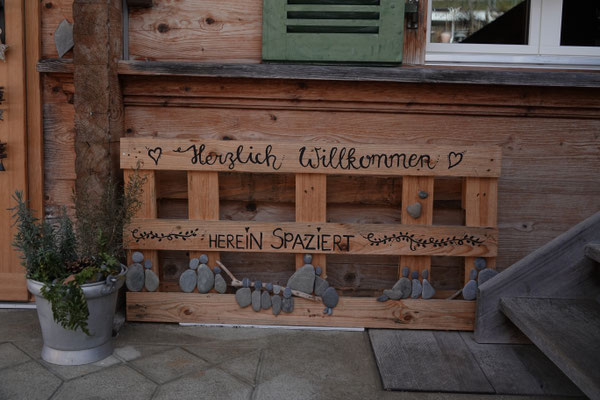 Herzlich Willkommen
HEREIN SPAZIERT